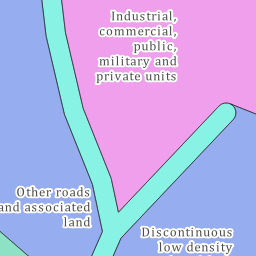 Industrial,
commercial,
public,
military and
private units
Other roads
and associated
land
Discontinuous
low density